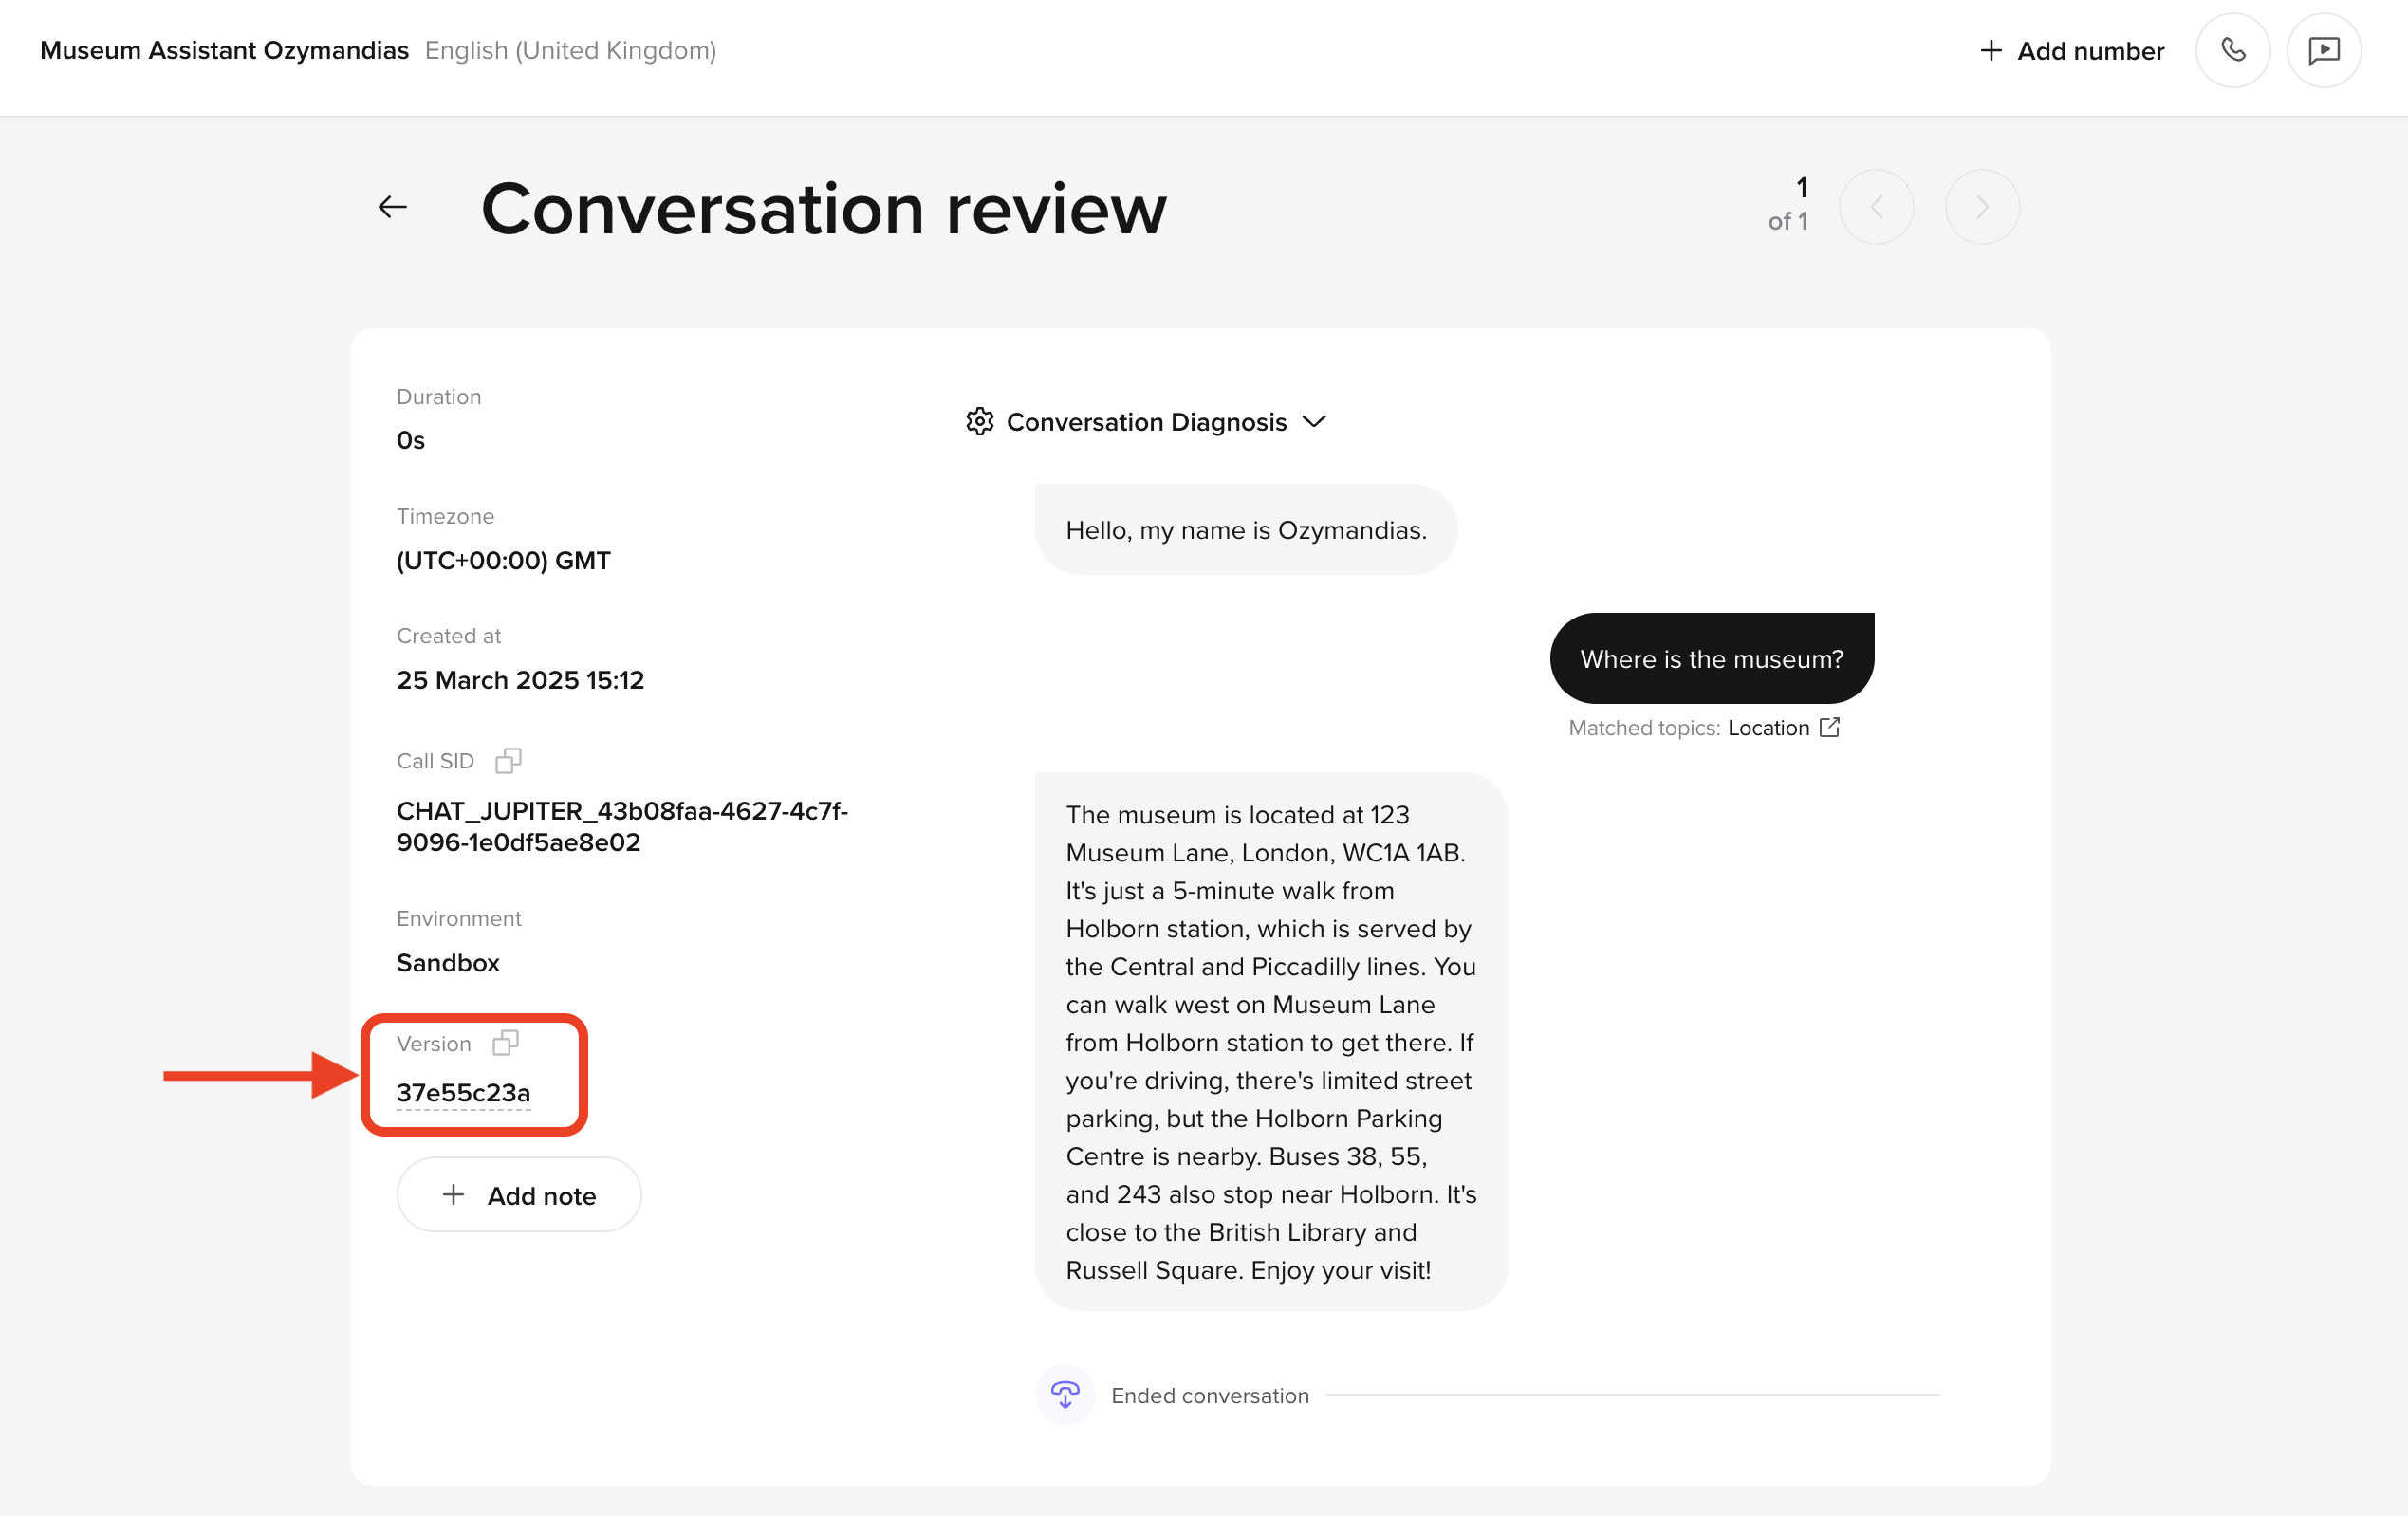 Museum Assistant Ozymandias English (United Kingdom)
Add number
Conversation review
1
of 1
Duration
0s
Timezone
(UTC+00:00) GMT
Created at
25 March 2025 15:12
Call SID
CHAT_JUPITER_43b08faa-4627-4c7f-
9096-1e0df5ae8e02
Environment
Sandbox
Version
37e55c23a
Add note
Conversation Diagnosis
Hello, my name is Ozymandias.
Where is the museum?
Matched topics: Location
The museum is located at 123
Museum Lane, London, WC1A 1AB.
It's just a 5-minute walk from
Holborn station, which is served by
the Central and Piccadilly lines. You
can walk west on Museum Lane
from Holborn station to get there. If
you're driving, there's limited street
parking, but the Holborn Parking
Centre is nearby. Buses 38, 55,
and 243 also stop near Holborn. It's
close to the British Library and
Russell Square. Enjoy your visit!
Ended conversation